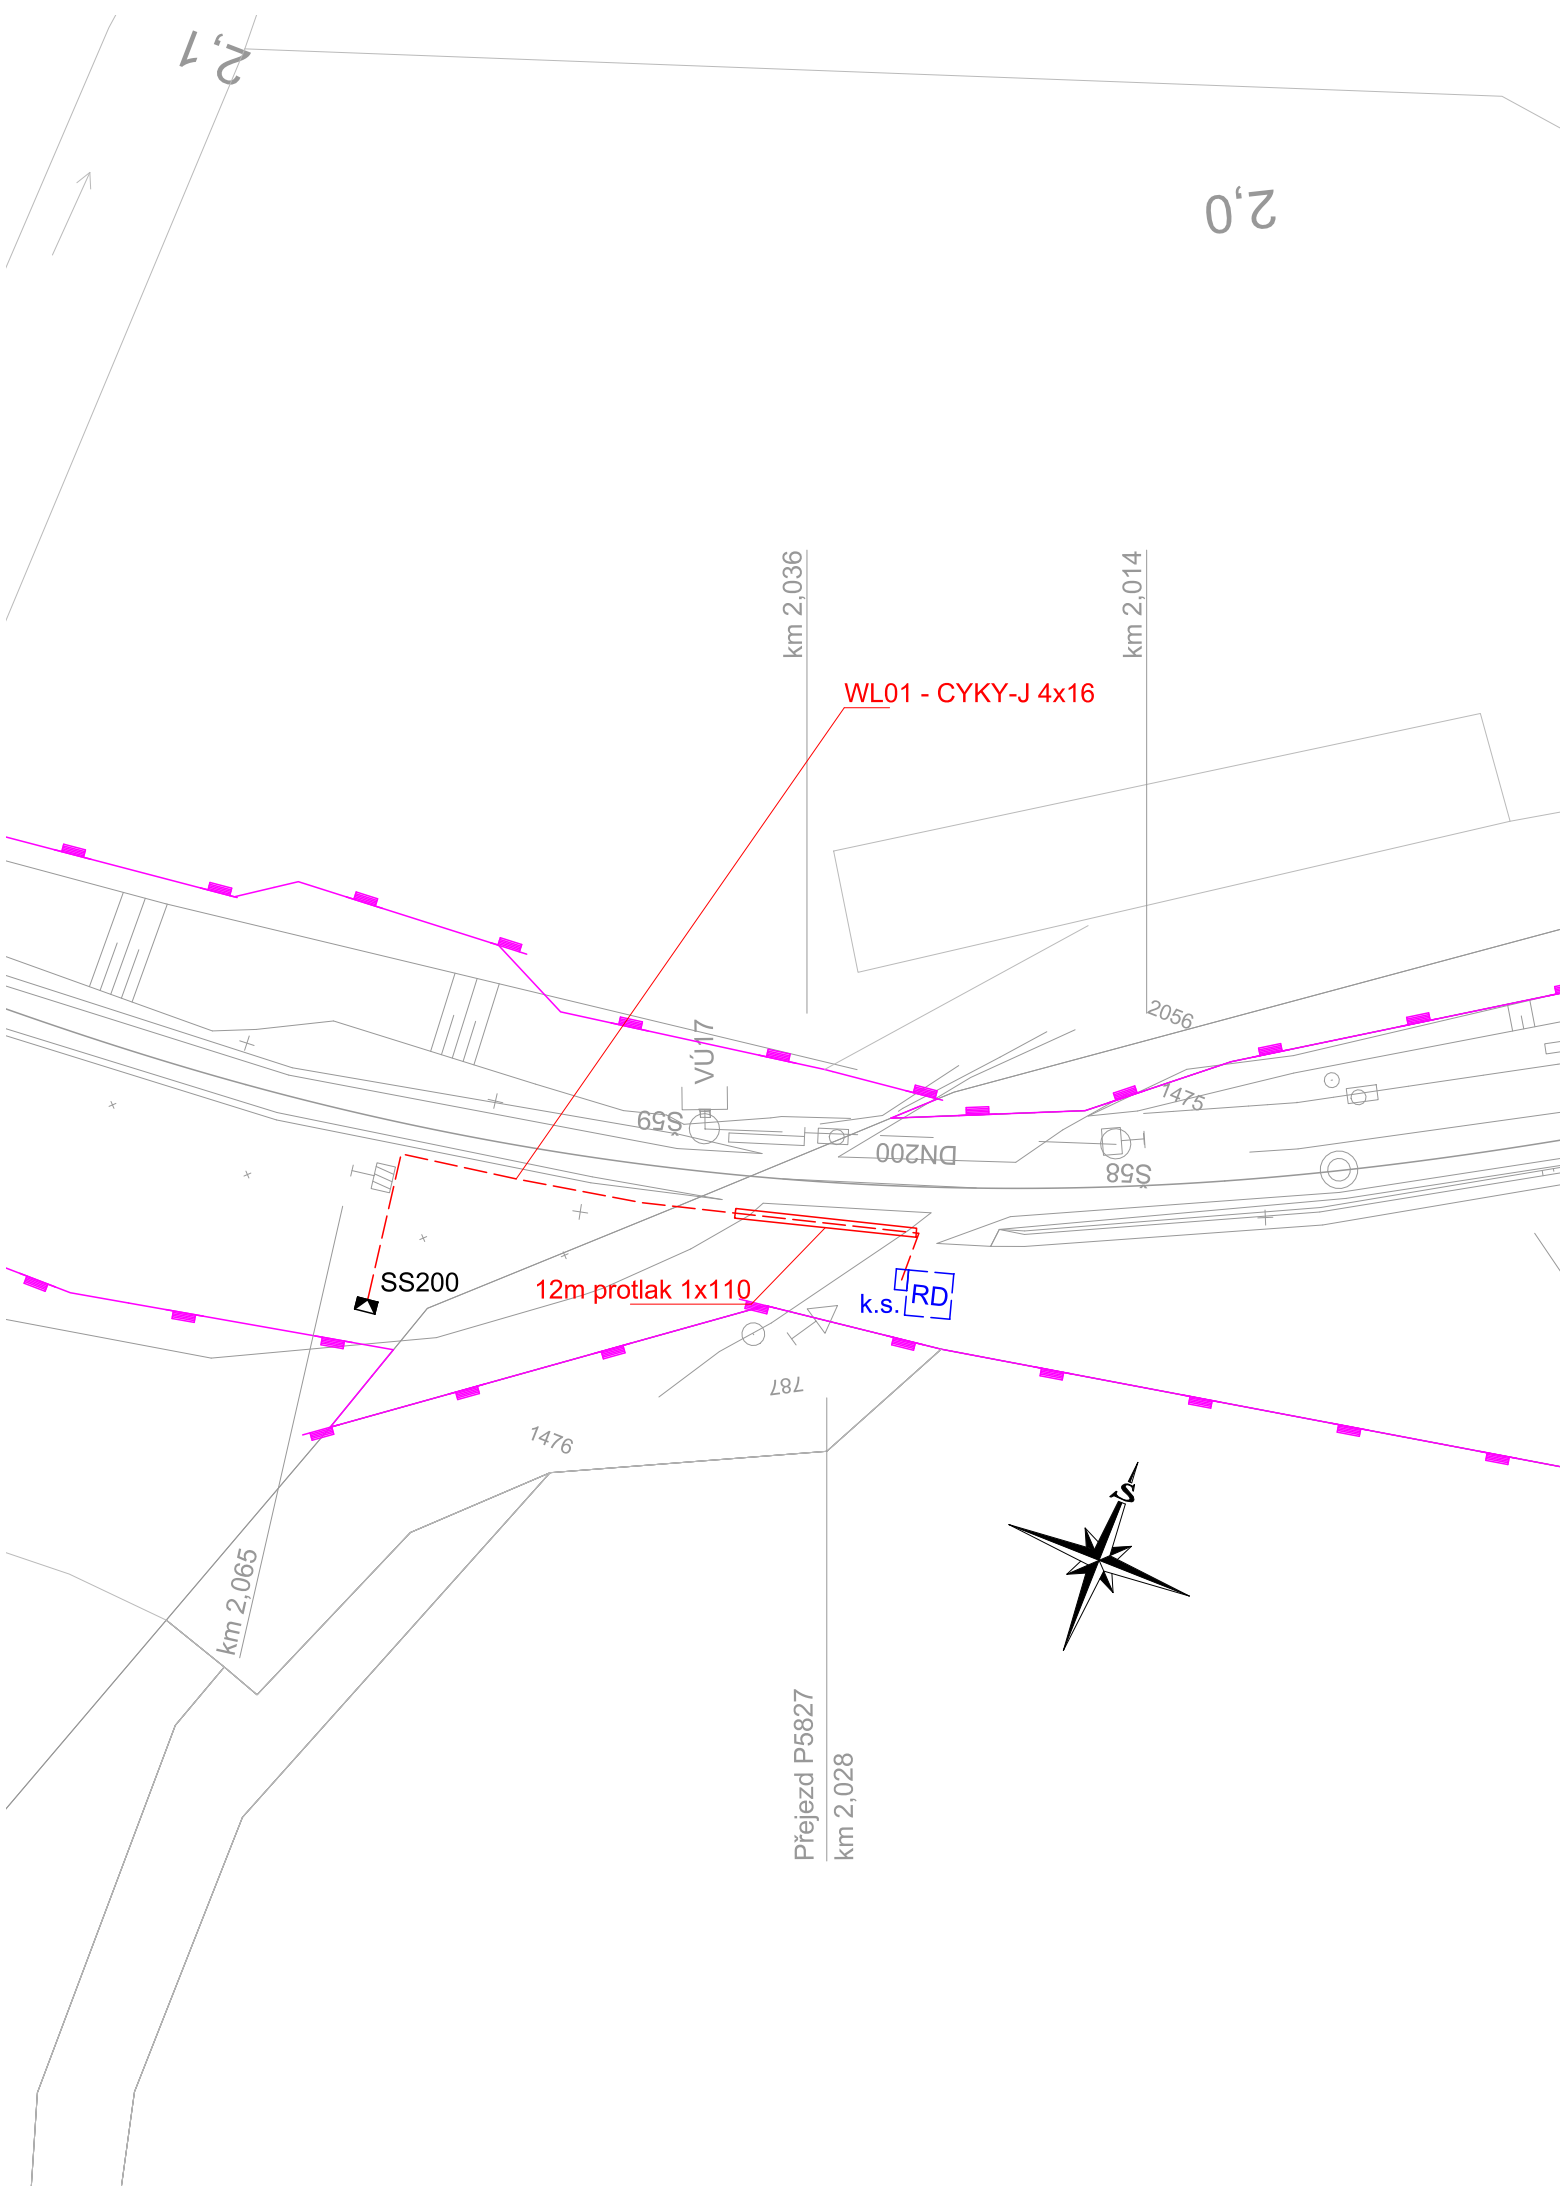 2,1
2,0
km 2,036
km 2,014
WL01 - CYKY-J 4x16
2056
VÚ17
1475
Š59
DN200
Š58
SS200
12m protlak 1x110
k.s.
RD
787
1476
S
km 2,065
Přejezd P5827
km 2,028